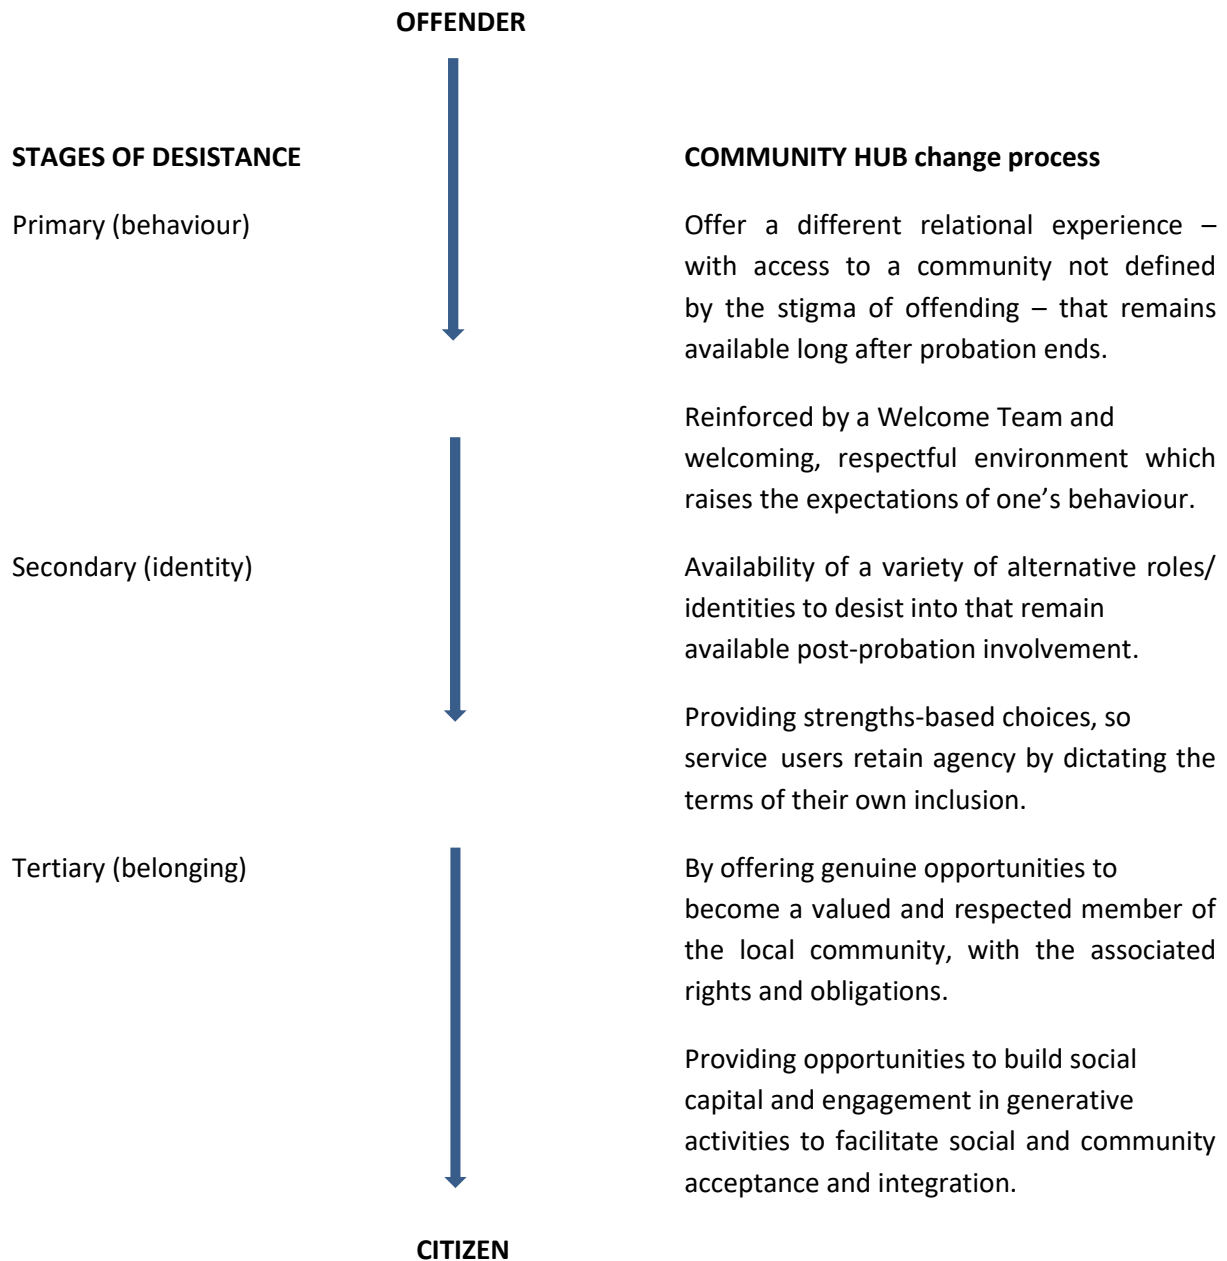 OFFENDER
STAGES OF DESISTANCE
COMMUNITY HUB change process
Primary (behaviour)
Offer a different relational experience –
with access to a community not defined
by the stigma of offending – that remains
available long after probation ends.
Reinforced by a Welcome Team and
welcoming, respectful environment which
raises the expectations of one’s behaviour.
Secondary (identity)
Availability of a variety of alternative roles/
identities to desist into that remain
available post-probation involvement.
Providing strengths-based choices, so
service users retain agency by dictating the
terms of their own inclusion.
Tertiary (belonging)
By offering genuine opportunities to
become a valued and respected member of
the local community, with the associated
rights and obligations.
Providing opportunities to build social
capital and engagement in generative
activities to facilitate social and community
acceptance and integration.
CITIZEN